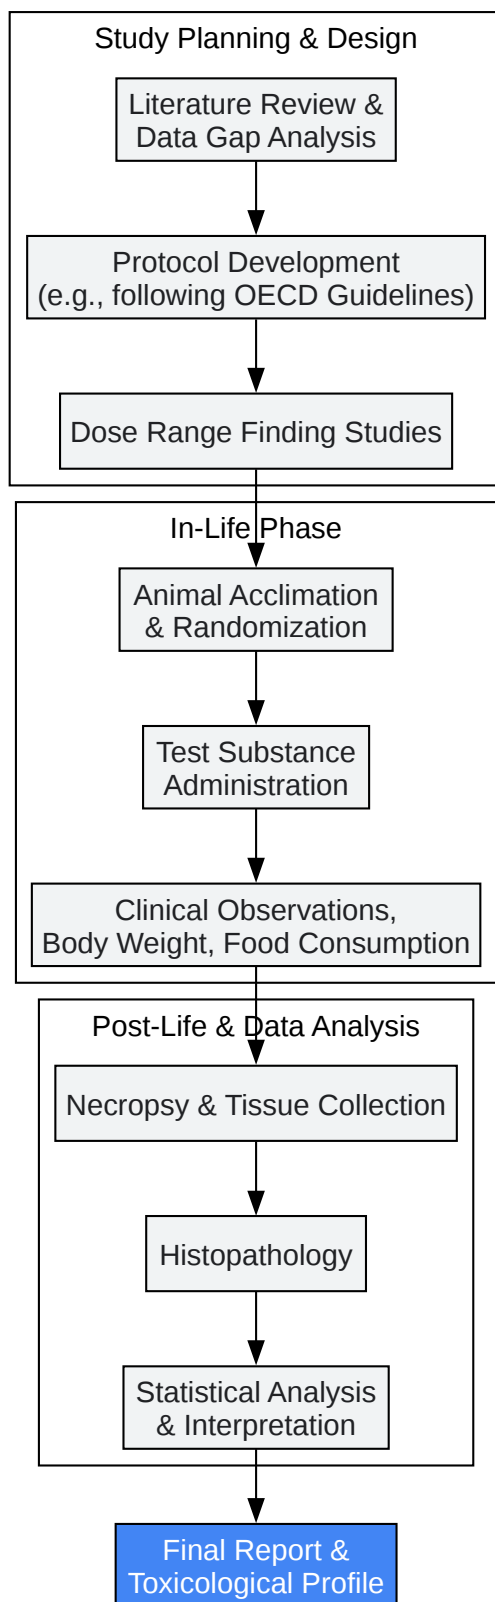 Study Planning & Design
Literature Review &
Data Gap Analysis
Protocol Development
(e.g., following OECD Guidelines)
Dose Range Finding Studies
In-Life Phase
Animal Acclimation
& Randomization
Test Substance
Administration
Clinical Observations,
Body Weight, Food Consumption
Post-Life & Data Analysis
Necropsy & Tissue Collection
Histopathology
Statistical Analysis
& Interpretation
Final Report &
Toxicological Profile